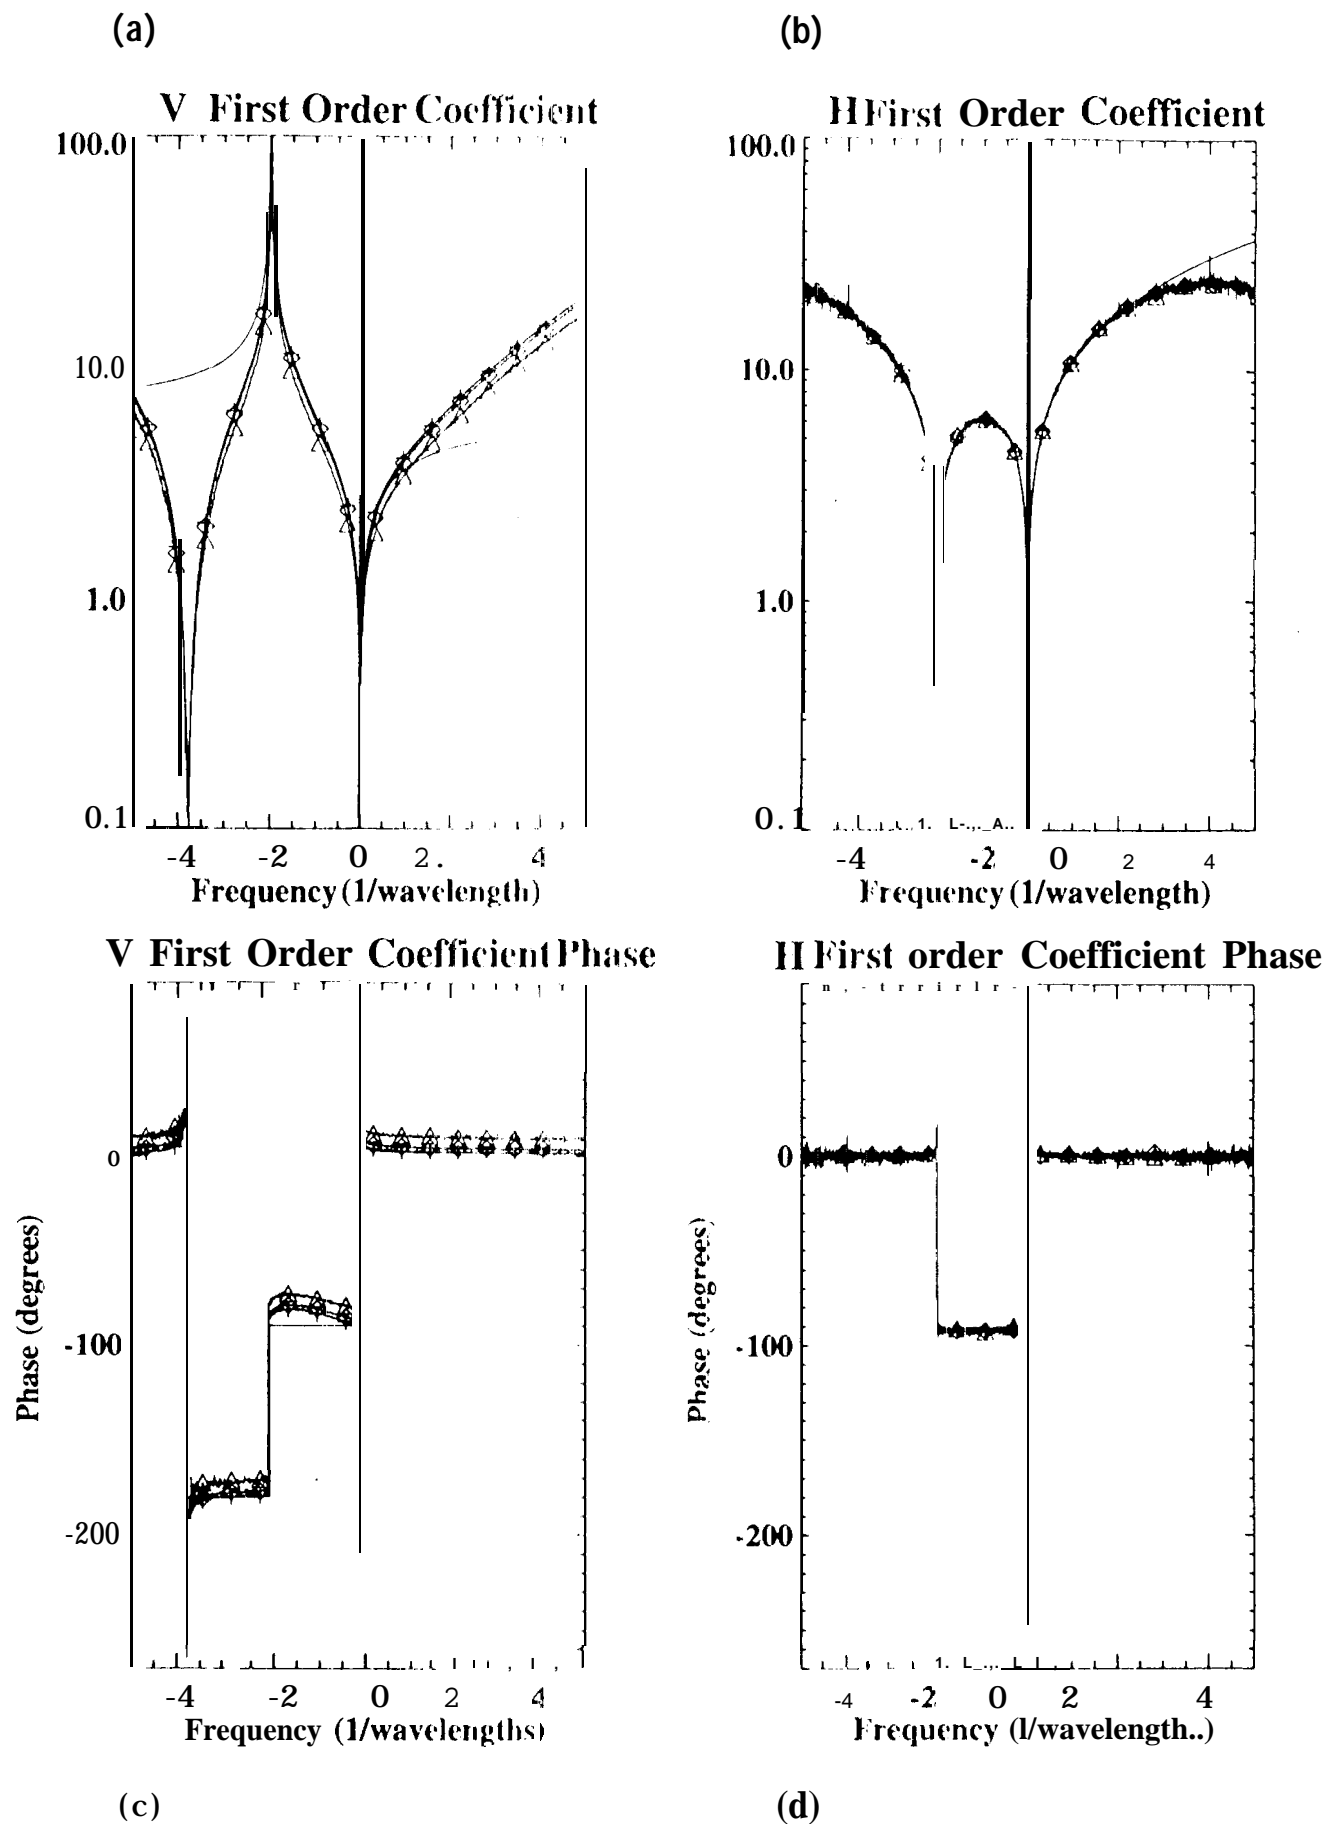 (a)
(b)
V First Order Coefficient
H First Order Coefficient
100.0
10.0
1.0
0.1
-4 -2 0 2. 4
Frequency (1/wavelength)
100.0
10.0
1.0
0.1
-4 -2 0 2 4
Frequency (1/wavelength)
V First Order Coefficient Phase
H First order Coefficient Phase
0
-100
-200
Phase (degrees)
-4 -2 0 2 4
Frequency (1/wavelengths)
0
-100
-200
Phase (degrees)
-4 -2 0 2 4
Frequency (l/wavelength..)
(c)
(d)